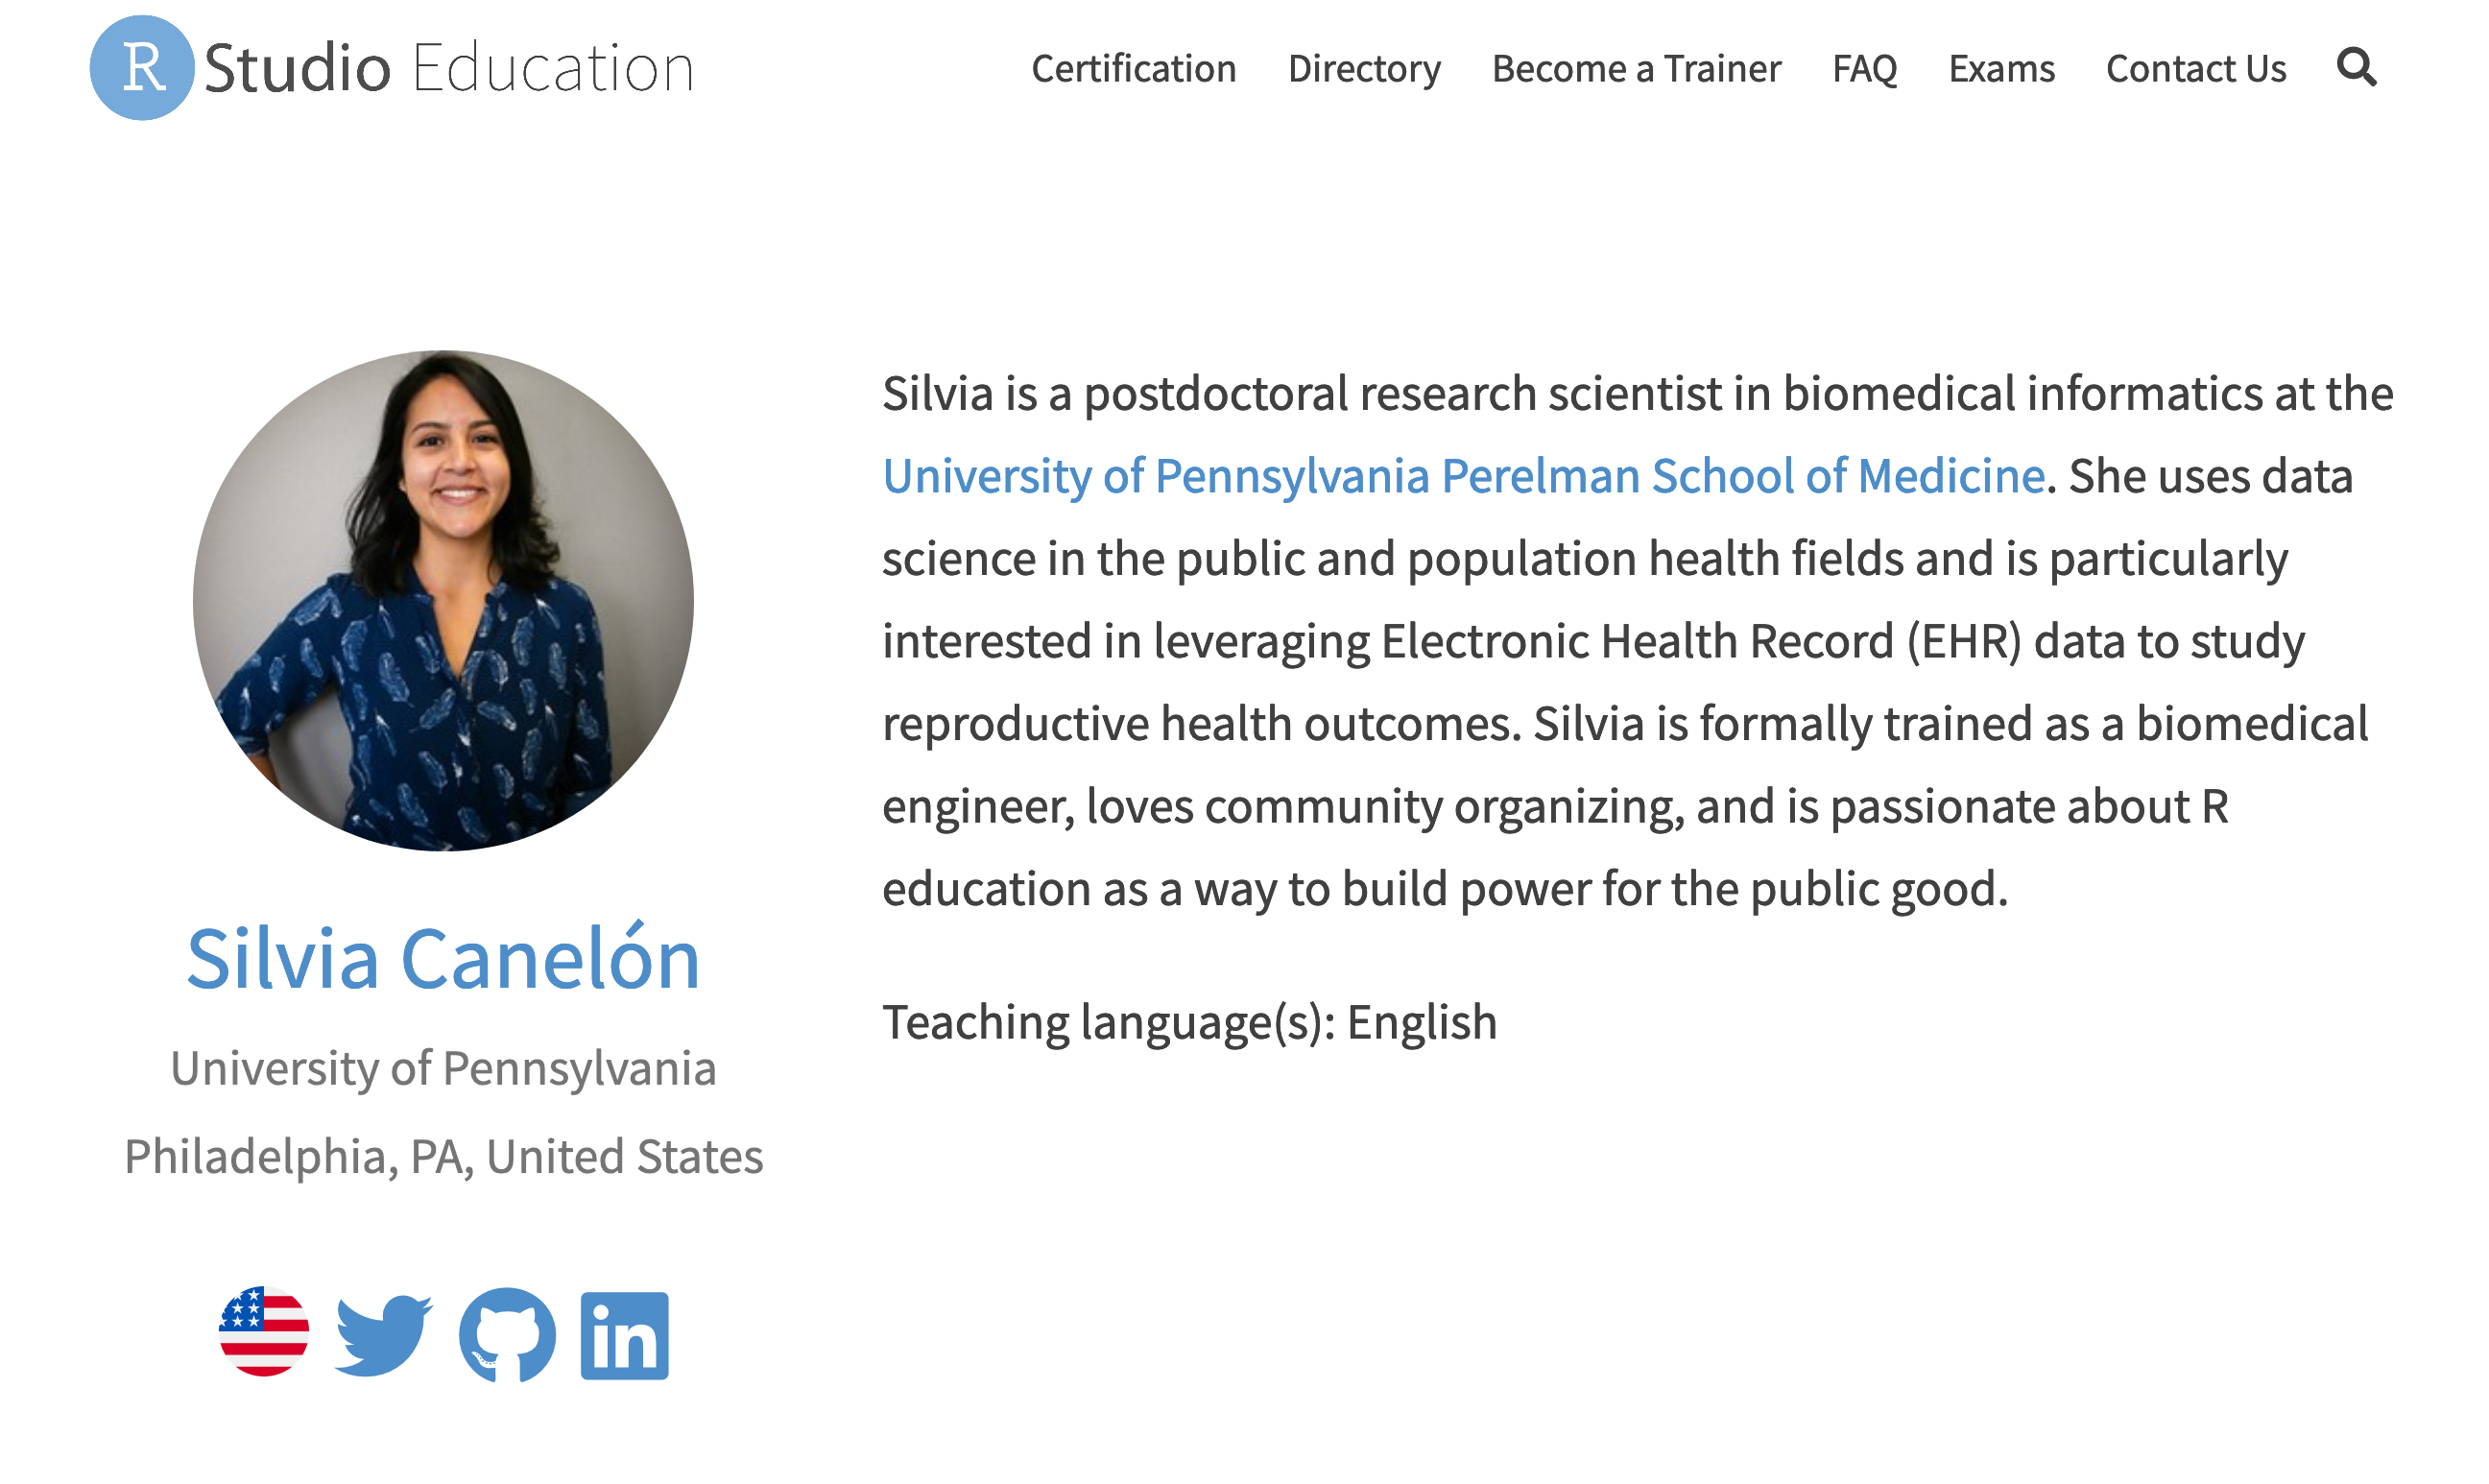 R Studio Education
Certification Directory Become a Trainer FAQ Exams Contact Us
Silvia is a postdoctoral research scientist in biomedical informatics at the
University of Pennsylvania Perelman School of Medicine. She uses data
science in the public and population health fields and is particularly
interested in leveraging Electronic Health Record (EHR) data to study
reproductive health outcomes. Silvia is formally trained as a biomedical
engineer, loves community organizing, and is passionate about R
education as a way to build power for the public good.
Teaching language(s): English
Silvia Canelón
University of Pennsylvania
Philadelphia, PA, United States
in